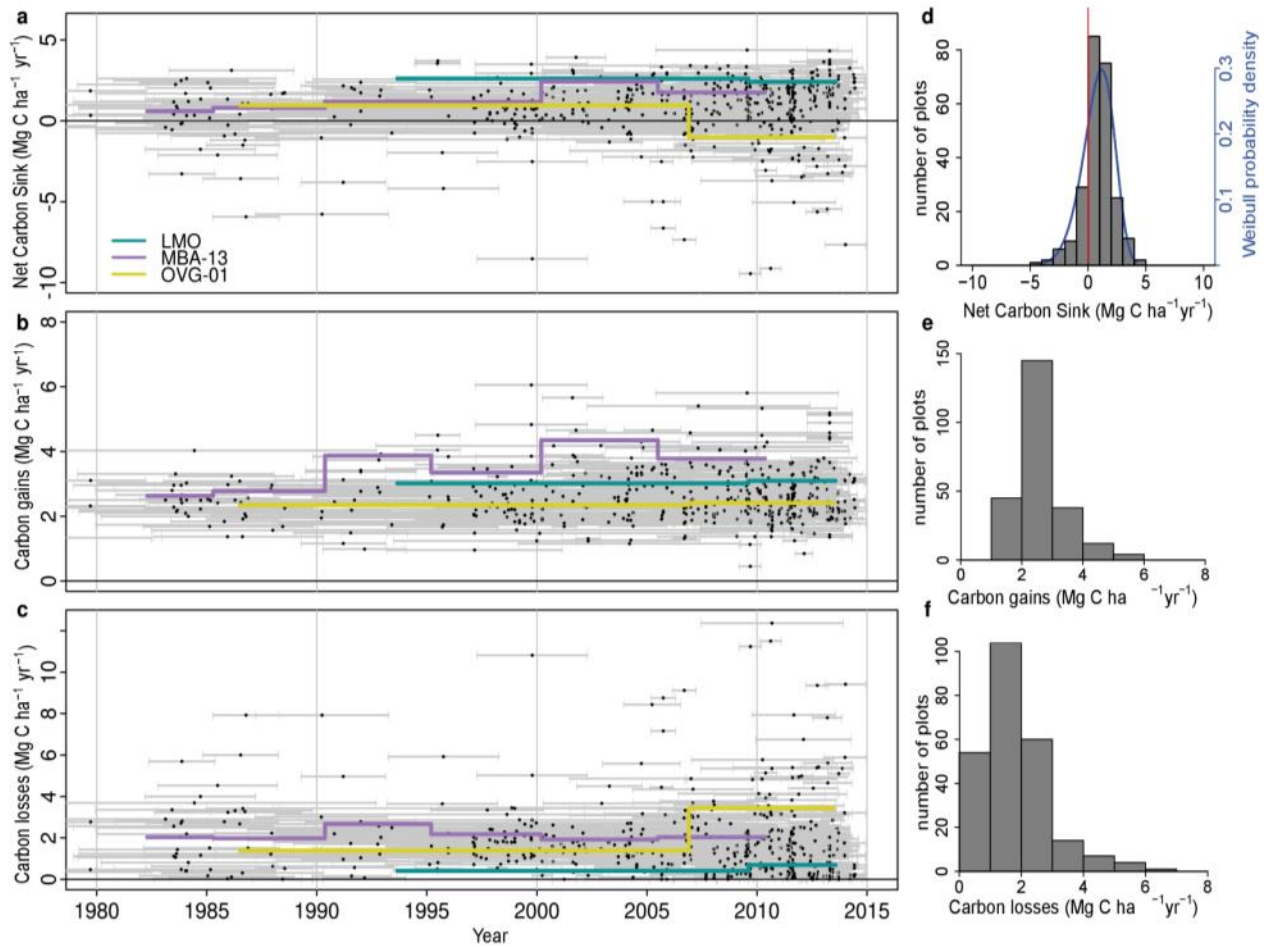 a
Net Carbon Sink (Mg C ha⁻¹ yr⁻¹)
5
0
-5
-10
LMO
MBA-13
OVG-01
b
Carbon gains (Mg C ha⁻¹ yr⁻¹)
8
6
4
2
0
c
Carbon losses (Mg C ha⁻¹ yr⁻¹)
10
8
6
4
2
0
1980 1985 1990 1995 2000 2005 2010 2015
Year
d
number of plots
80
60
40
20
0
0.3
0.2
0.1
Weibull probability density
−10 −5 0 5 10
Net Carbon Sink (Mg C ha⁻¹yr⁻¹)
e
number of plots
150
100
50
0
0 2 4 6 8
Carbon gains (Mg C ha ⁻¹yr⁻¹)
f
number of plots
100
80
60
40
20
0
0 2 4 6 8
Carbon losses (Mg C ha ⁻¹yr⁻¹)